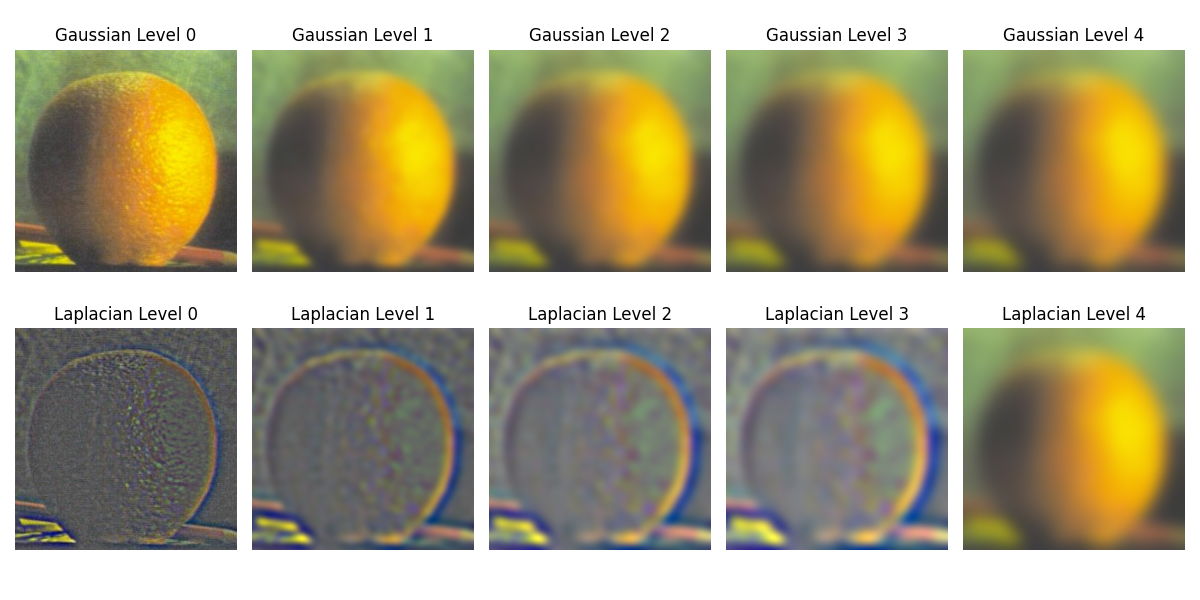 Gaussian Level 0
Gaussian Level 1
Gaussian Level 2
Gaussian Level 3
Gaussian Level 4
Laplacian Level 0
Laplacian Level 1
Laplacian Level 2
Laplacian Level 3
Laplacian Level 4